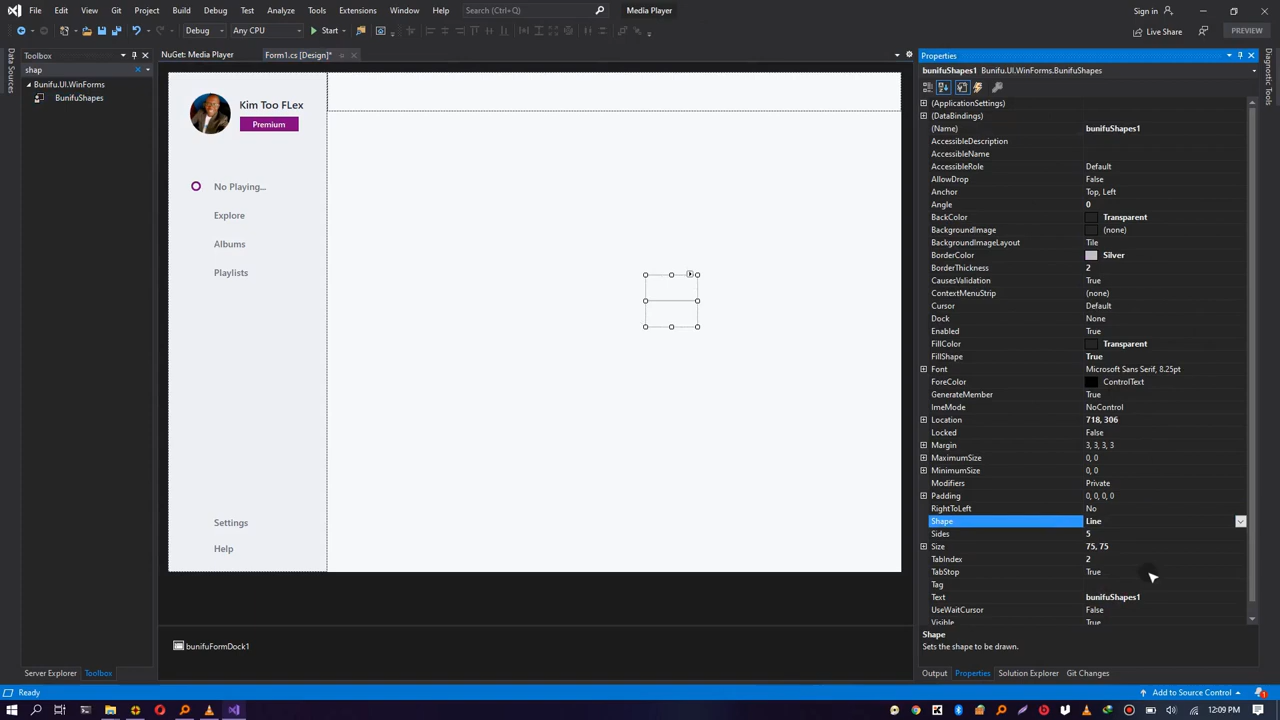 File Edit View Git Project Build Debug Test Analyze Tools Extensions Window Help Search (Ctrl+Q) Media Player Sign in
Debug Any CPU Start Live Share PREVIEW
Data Sources
Toolbox
shap
Bunifu.UI.WinForms
BunifuShapes
NuGet: Media Player Form1.cs [Design]*
Kim Too FLex
Premium
No Playing...
Explore
Albums
Playlists
Settings
Help
bunifuFormDock1
Properties
bunifuShapes1 Bunifu.UI.WinForms.BunifuShapes
(ApplicationSettings)
(DataBindings)
(Name) bunifuShapes1
AccessibleDescription
AccessibleName
AccessibleRole Default
AllowDrop False
Anchor Top, Left
Angle 0
BackColor Transparent
BackgroundImage (none)
BackgroundImageLayout Tile
BorderColor Silver
BorderThickness 2
CausesValidation True
ContextMenuStrip (none)
Cursor Default
Dock None
Enabled True
FillColor Transparent
FillShape True
Font Microsoft Sans Serif, 8.25pt
ForeColor ControlText
GenerateMember True
ImeMode NoControl
Location 718, 306
Locked False
Margin 3, 3, 3, 3
MaximumSize 0, 0
MinimumSize 0, 0
Modifiers Private
Padding 0, 0, 0, 0
RightToLeft No
Shape Line
Sides 5
Size 75, 75
TabIndex 2
TabStop True
Tag
Text bunifuShapes1
UseWaitCursor False
Visible True
Shape
Sets the shape to be drawn.
Diagnostic Tools
Server Explorer Toolbox
Output Properties Solution Explorer Git Changes
Ready Add to Source Control
12:09 PM